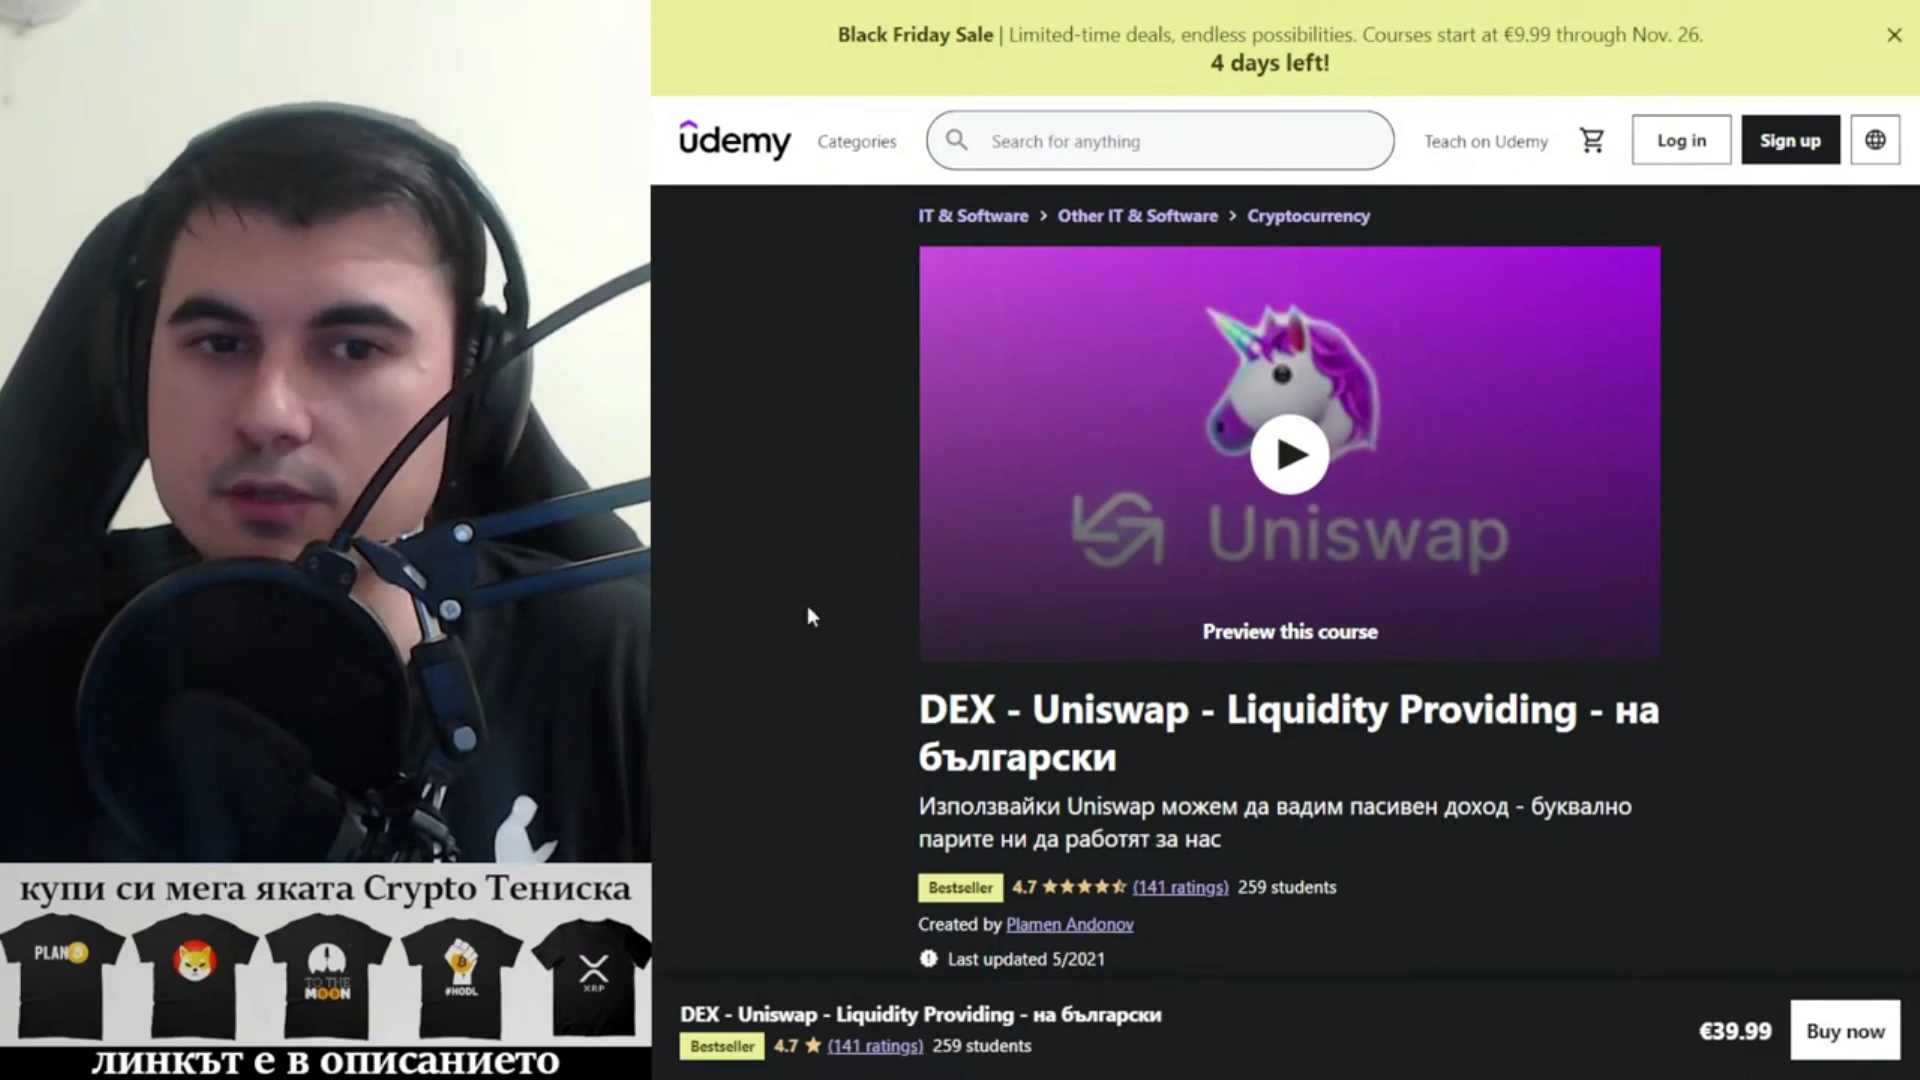 Black Friday Sale | Limited-time deals, endless possibilities. Courses start at €9.99 through Nov. 26.
4 days left!
ûdemy
Categories
Search for anything
Teach on Udemy
Log in
Sign up
IT & Software > Other IT & Software > Cryptocurrency
Uniswap
Preview this course
DEX - Uniswap - Liquidity Providing - на
български
Използвайки Uniswap можем да вадим пасивен доход - буквално
парите ни да работят за нас
Bestseller 4.7 (141 ratings) 259 students
Created by Plamen Andonov
Last updated 5/2021
DEX - Uniswap - Liquidity Providing - на български
Bestseller 4.7 (141 ratings) 259 students
€39.99
Buy now
купи си мега яката Crypto Тениска
PLAN B
TO THE
MOON
#HODL
XRP
линкът е в описанието